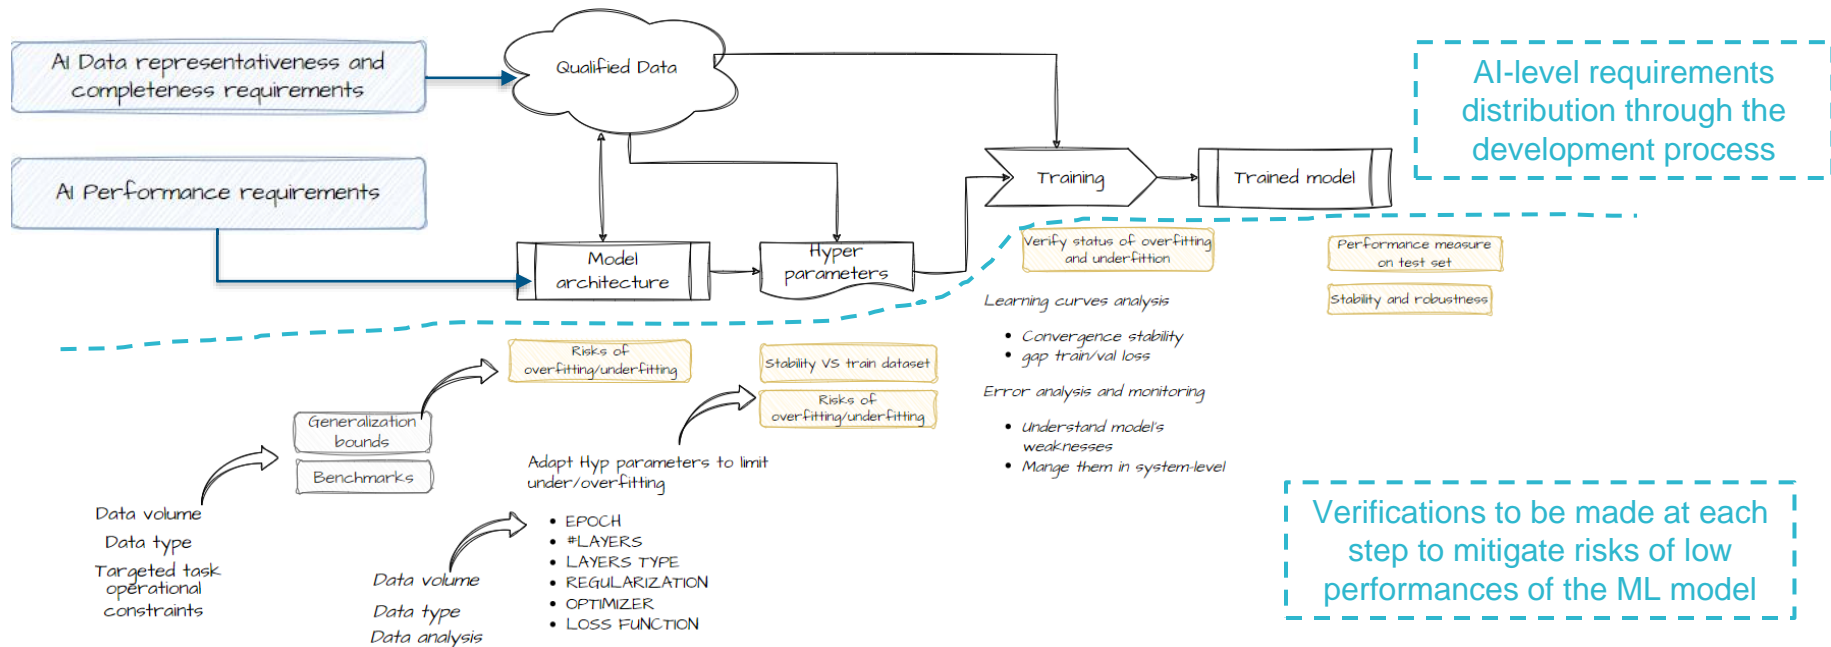 AI Data representativeness and
completeness requirements
Qualified Data
AI-level requirements
distribution through the
development process
AI Performance requirements
Training
Trained model
Model
architecture
Hyper
parameters
Verify status of overfitting
and underfittion
Performance measure
on test set
Stability and robustness
Learning curves analysis
• Convergence stability
• gap train/val loss
Error analysis and monitoring
• Understand model's
weaknesses
• Mange them in system-level
Risks of
overfitting/underfitting
Stability VS train dataset
Risks of
overfitting/underfitting
Generalization
bounds
Benchmarks
Data volume
Data type
Targeted task
operational
constraints
Adapt Hyp parameters to limit
under/overfitting
• EPOCH
• #LAYERS
• LAYERS TYPE
• REGULARIZATION
• OPTIMIZER
• LOSS FUNCTION
Data volume
Data type
Data analysis
Verifications to be made at each
step to mitigate risks of low
performances of the ML model